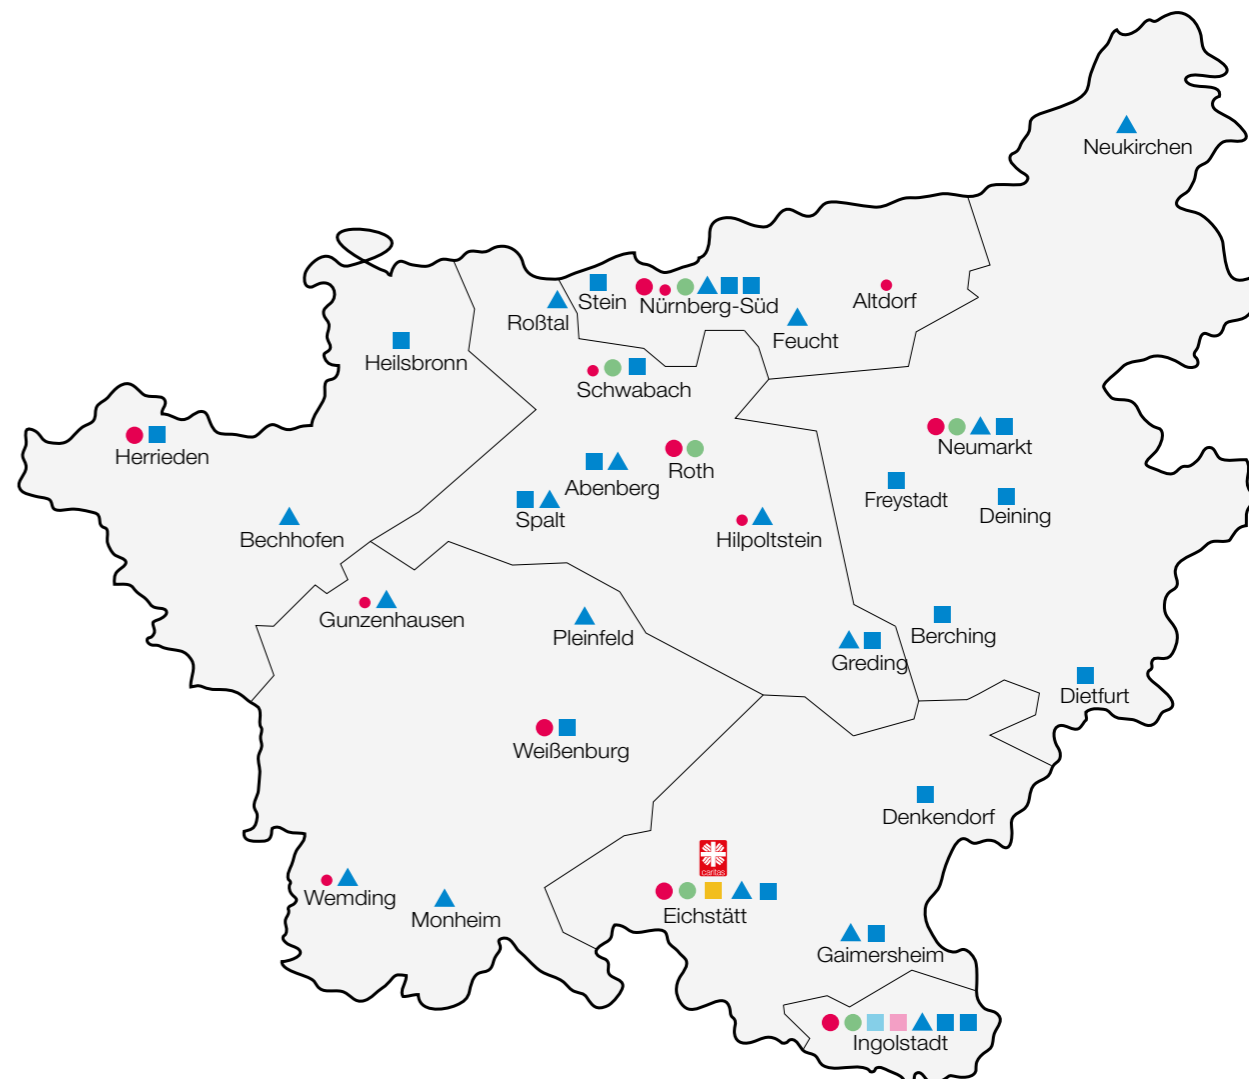 Neukirchen
Stein
Nürnberg-Süd
Altdorf
Roßtal
Feucht
Heilsbronn
Schwabach
Herrieden
Neumarkt
Roth
Abenberg
Freystadt
Deining
Spalt
Bechhofen
Hilpoltstein
Gunzenhausen
Pleinfeld
Berching
Greding
Dietfurt
Weißenburg
Denkendorf
caritas
Wemding
Monheim
Eichstätt
Gaimersheim
Ingolstadt